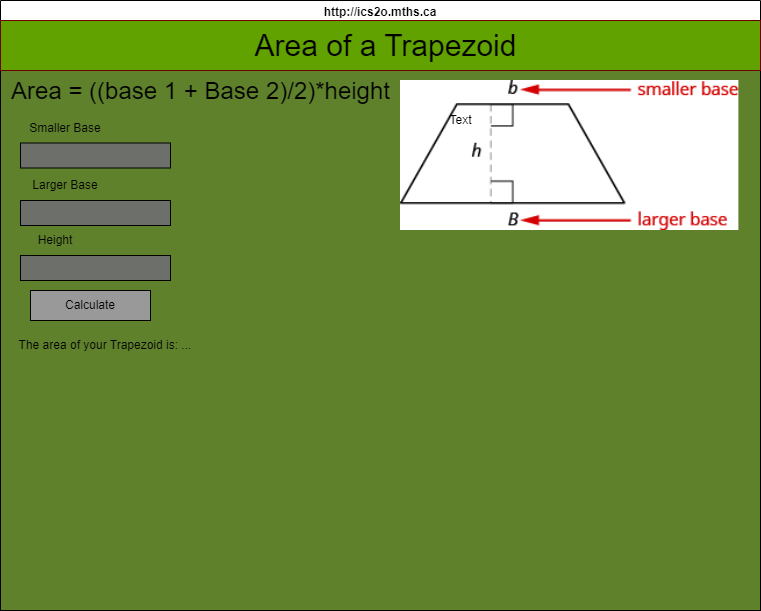 http://ics2o.mths.ca
Area of a Trapezoid
Area = ((base 1 + Base 2)/2)*height
b
smaller base
Text
h
B
larger base
Smaller Base
Larger Base
Height
Calculate
The area of your Trapezoid is: ...